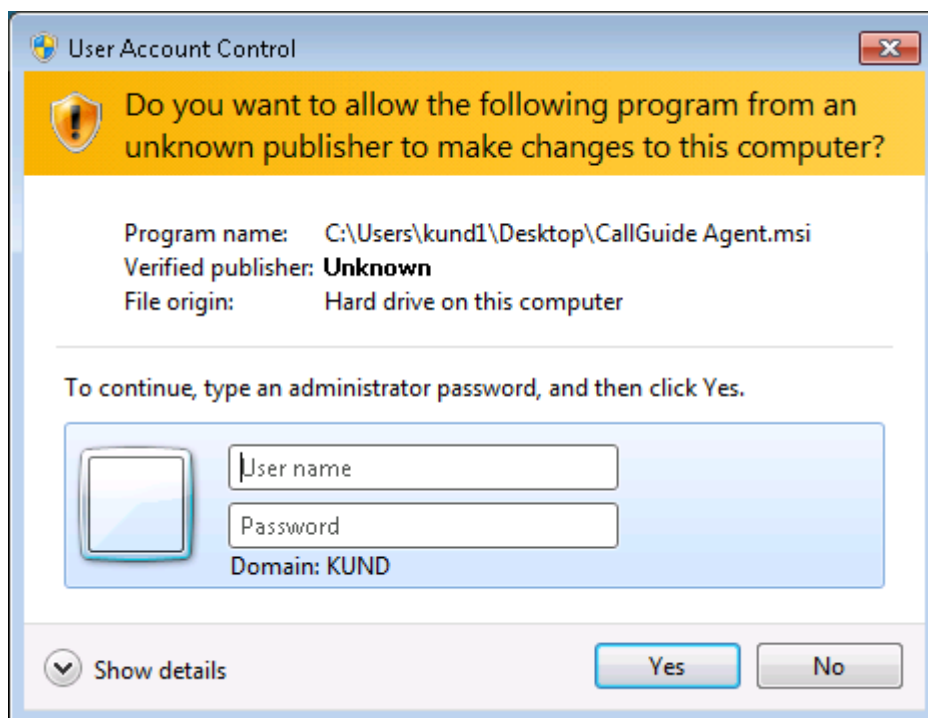 User Account Control
Do you want to allow the following program from an
unknown publisher to make changes to this computer?
Program name: C:\Users\kund1\Desktop\CallGuide Agent.msi
Verified publisher: Unknown
File origin: Hard drive on this computer
To continue, type an administrator password, and then click Yes.
User name
Password
Domain: KUND
Show details
Yes
No